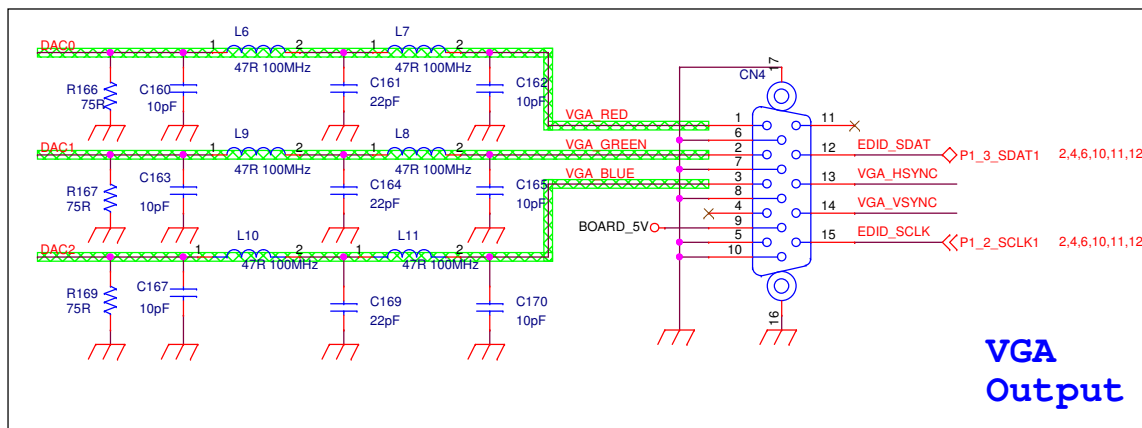 DAC0
1
L6
2
1
L7
2
47R 100MHz
47R 100MHz
R166
75R
C160
10pF
C161
22pF
C162
10pF
VGA_RED
DAC1
1
L9
2
1
L8
2
47R 100MHz
47R 100MHz
VGA_GREEN
R167
75R
C163
10pF
C164
22pF
C165
10pF
VGA_BLUE
DAC2
1
L10
2
1
L11
2
47R 100MHz
47R 100MHz
R169
75R
C167
10pF
C169
22pF
C170
10pF
BOARD_5V
CN4
17
1
6
2
7
3
8
4
9
5
10
11
12
13
14
15
16
EDID_SDAT
P1_3_SDAT1 2,4,6,10,11,12
VGA_HSYNC
VGA_VSYNC
EDID_SCLK
P1_2_SCLK1 2,4,6,10,11,12
VGA
Output